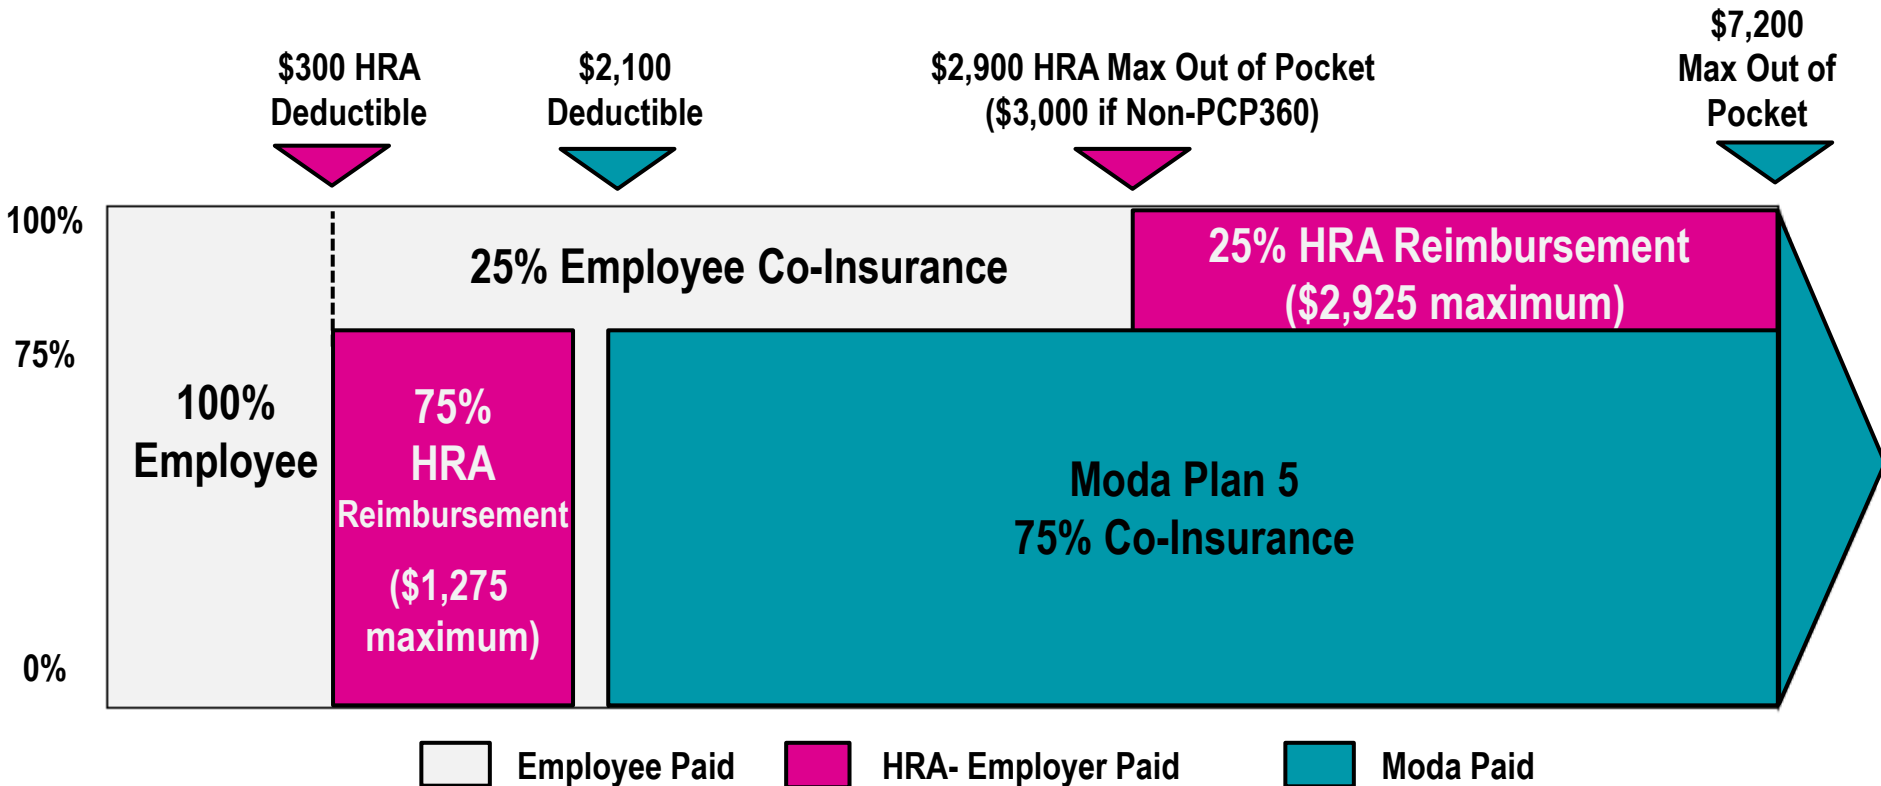 $300 HRA
Deductible
$2,100
Deductible
$2,900 HRA Max Out of Pocket
($3,000 if Non-PCP360)
$7,200
Max Out of
Pocket
100%
75%
0%
100%
Employee
25% Employee Co-Insurance
75%
HRA
Reimbursement
($1,275
maximum)
25% HRA Reimbursement
($2,925 maximum)
Moda Plan 5
75% Co-Insurance
Employee Paid
HRA- Employer Paid
Moda Paid